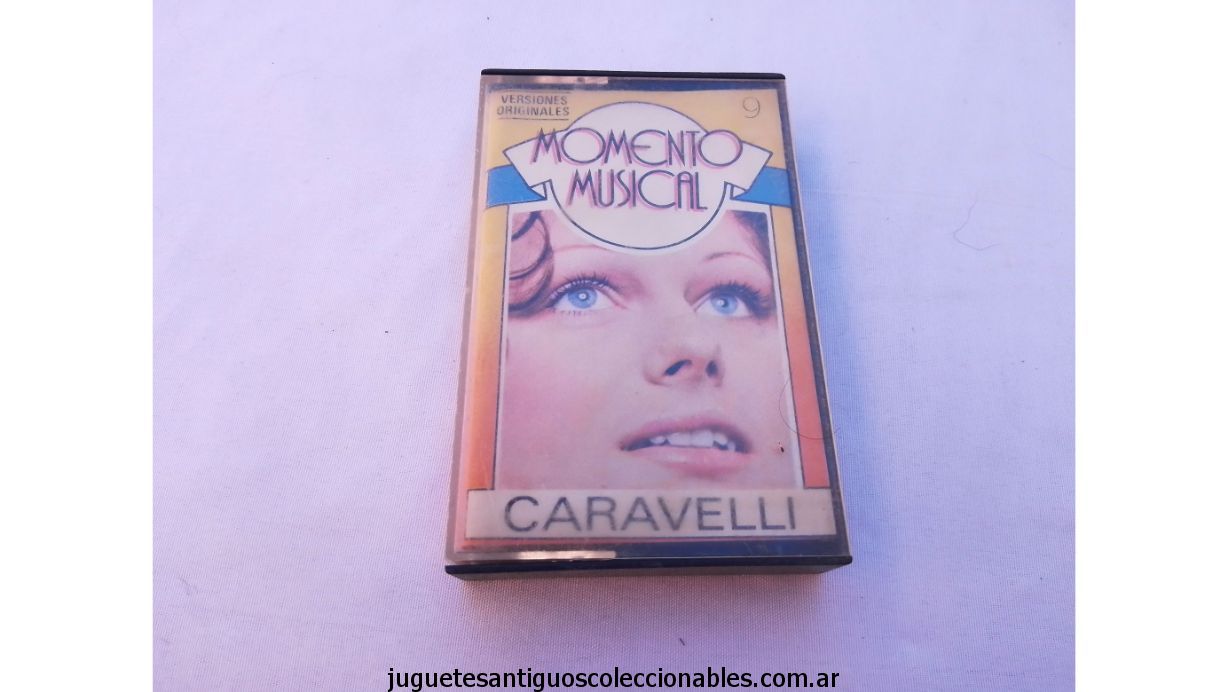 VERSIONES
ORIGINALES
9
MOMENTO
MUSICAL
CARAVELLI
juguetesantiguoscoleccionables.com.ar